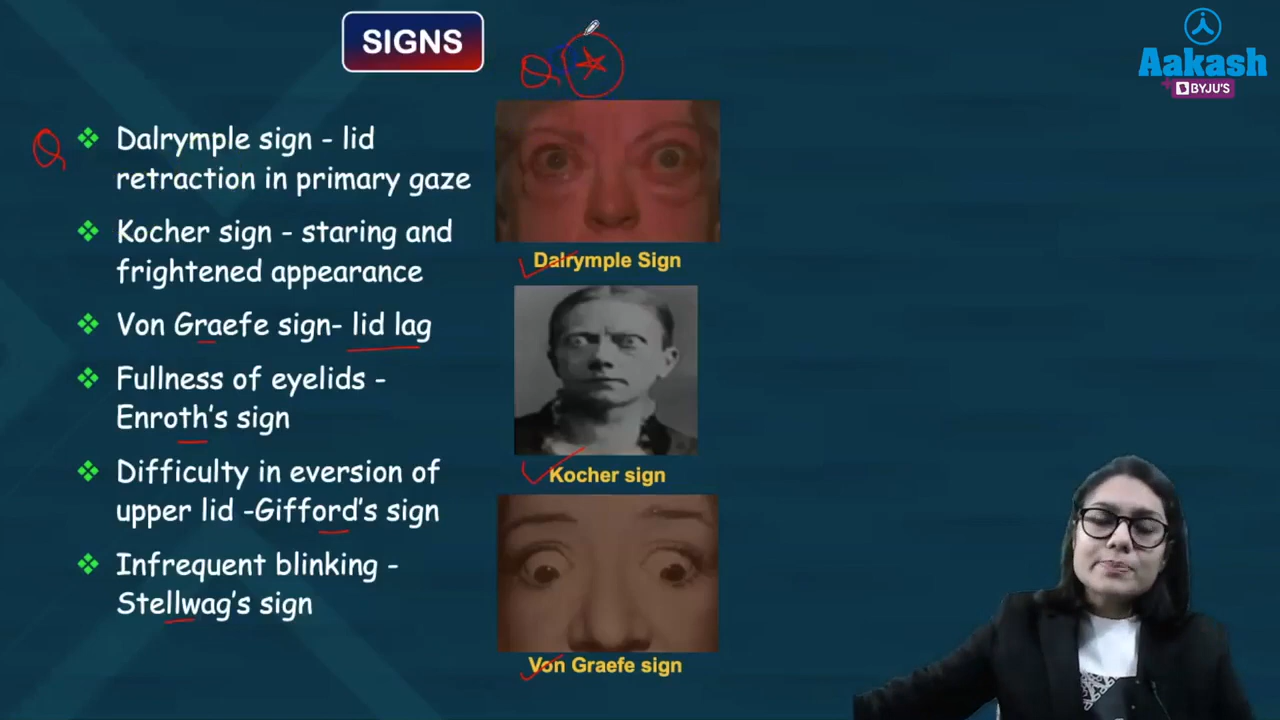 SIGNS
Q
Aakash
BYJU'S
Q
Dalrymple sign - lid
retraction in primary gaze
Kocher sign - staring and
frightened appearance
Von Graefe sign- lid lag
Fullness of eyelids -
Enroth's sign
Difficulty in eversion of
upper lid -Gifford's sign
Infrequent blinking -
Stellwag's sign
Dalrymple Sign
Kocher sign
Von Graefe sign